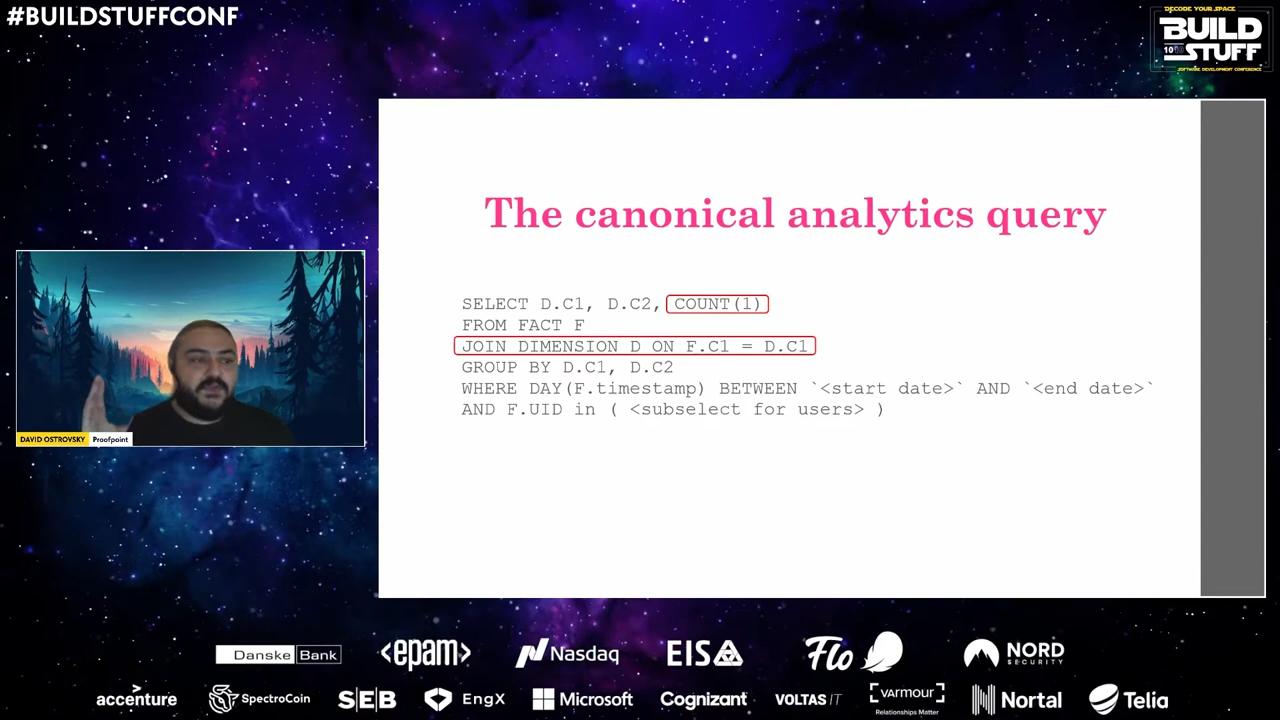 #BUILDSTUFFCONF
DECODE YOUR SPACE
BUILD
STUFF
SOFTWARE DEVELOPMENT CONFERENCE
The canonical analytics query
SELECT D.C1, D.C2, COUNT(1)
FROM FACT F
JOIN DIMENSION D ON F.C1 = D.C1
GROUP BY D.C1, D.C2
WHERE DAY(F.timestamp) BETWEEN `<start date>` AND `<end date>`
AND F.UID in ( <subselect for users> )
DAVID OSTROVSKY Proofpoint
Danske Bank <epam> Nasdaq EIS Flo NORD SECURITY
accenture SpectroCoin SEB EngX Microsoft Cognizant VOLTAS IT vARMOUR Relationships Matter Nortal Telia